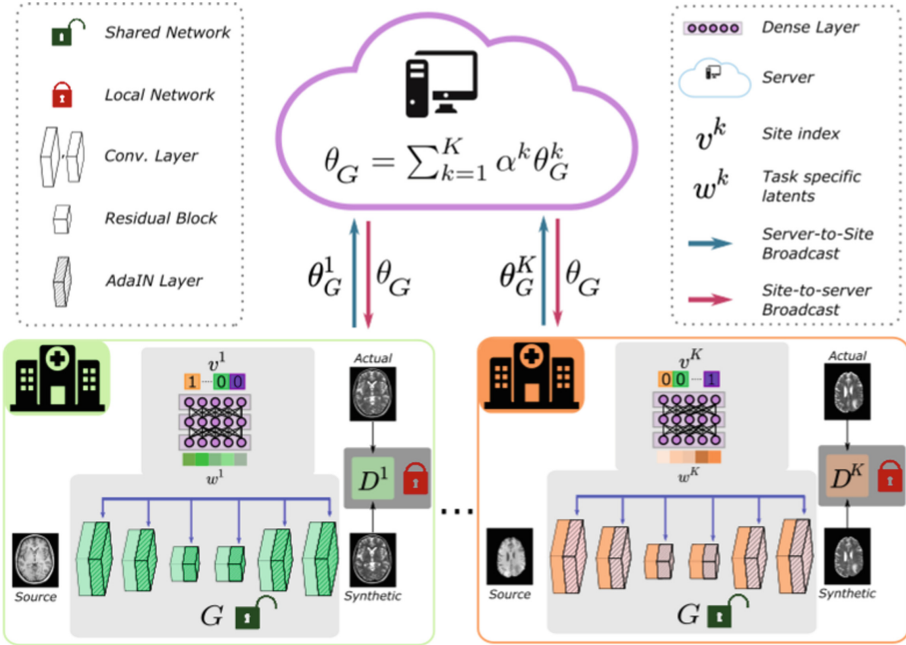 Shared Network
Local Network
Conv. Layer
Residual Block
AdaIN Layer
θ_G = ∑_{k=1}^{K} α^k θ_G^k
Dense Layer
Server
v^k Site index
w^k Task specific
latents
Server-to-Site
Broadcast
Site-to-server
Broadcast
θ_G^1 θ_G
θ_G^K θ_G
v^1
1 ... 0 0
w^1
Actual
D^1
Source
Synthetic
G
...
v^K
0 0 ... 1
w^K
Actual
D^K
Source
Synthetic
G